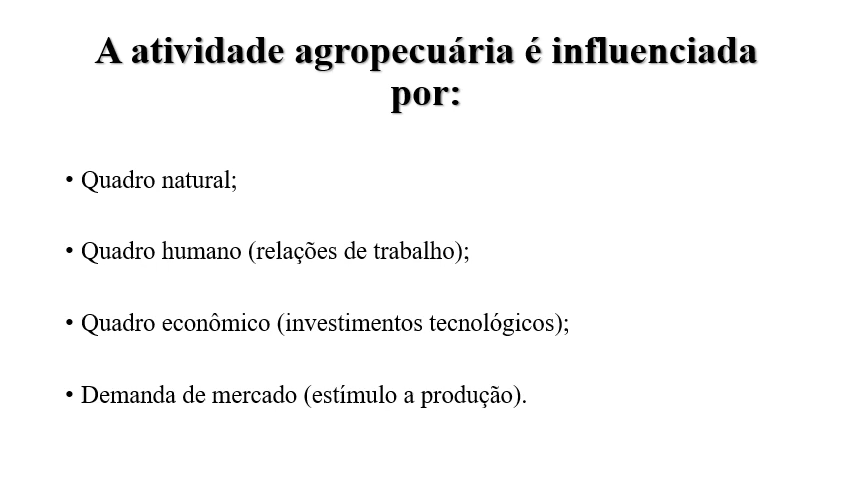 A atividade agropecuária é influenciada
por:
• Quadro natural;
• Quadro humano (relações de trabalho);
• Quadro econômico (investimentos tecnológicos);
• Demanda de mercado (estímulo a produção).